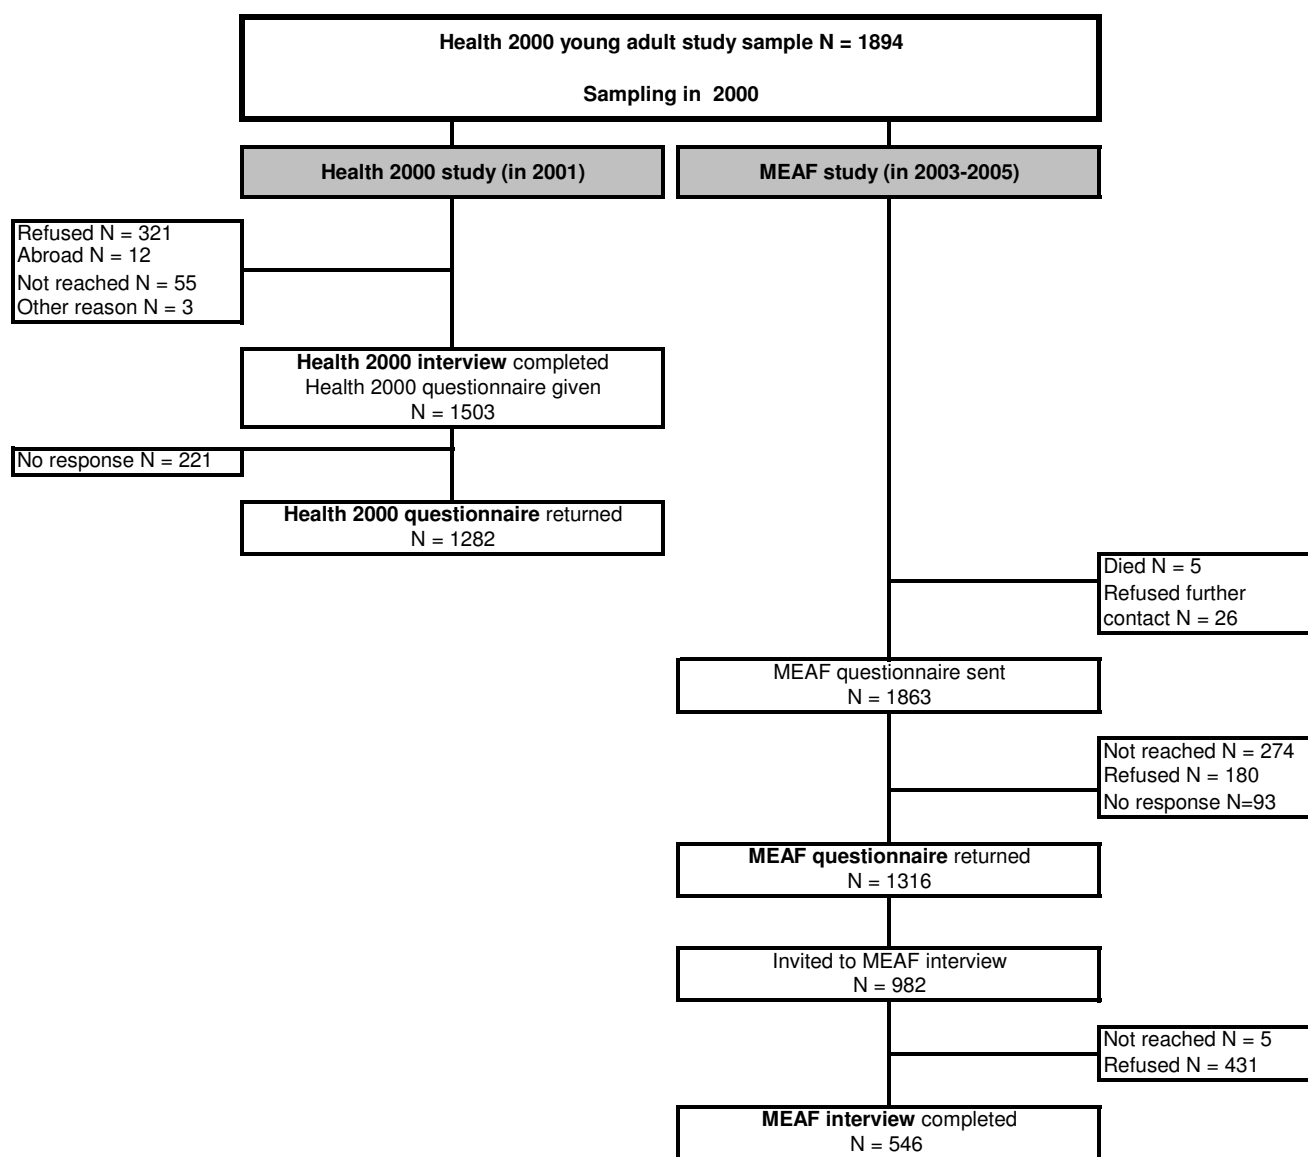 Health 2000 young adult study sample N = 1894
Sampling in 2000
Health 2000 study (in 2001)
MEAF study (in 2003-2005)
Refused N = 321
Abroad N = 12
Not reached N = 55
Other reason N = 3
Health 2000 interview completed
Health 2000 questionnaire given
N = 1503
No response N = 221
Health 2000 questionnaire returned
N = 1282
Died N = 5
Refused further
contact N = 26
MEAF questionnaire sent
N = 1863
Not reached N = 274
Refused N = 180
No response N=93
MEAF questionnaire returned
N = 1316
Invited to MEAF interview
N = 982
Not reached N = 5
Refused N = 431
MEAF interview completed
N = 546